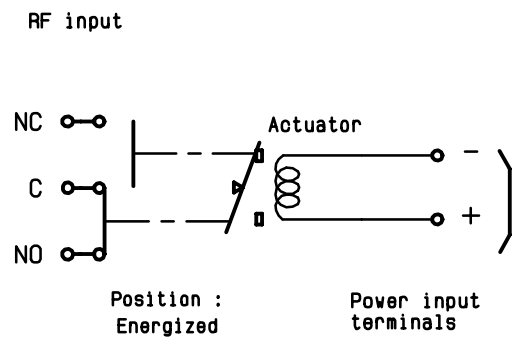 RF input
NC
Actuator
-
C
+
NO
Position :
Energized
Power input
terminals